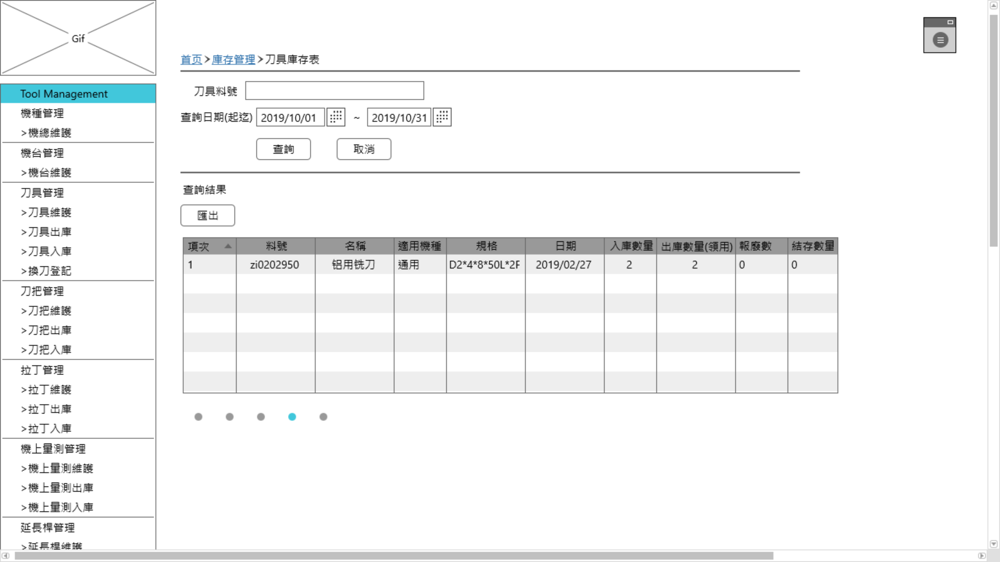 Gif
Tool Management
機種管理
>機總維護
機台管理
>機台維護
刀具管理
>刀具維護
>刀具出庫
>刀具入庫
>換刀登記
刀把管理
>刀把維護
>刀把出庫
>刀把入庫
拉丁管理
>拉丁維護
>拉丁出庫
>拉丁入庫
機上量測管理
>機上量測維護
>機上量測出庫
>機上量測入庫
延長桿管理
>延長桿維護
首页>庫存管理>刀具庫存表
刀具料號
查詢日期(起迄) 2019/10/01 ~ 2019/10/31
查詢 取消
查詢結果
匯出
項次 料號 名稱 適用機種 規格 日期 入庫數量 出庫數量(領用) 報廢數 結存數量
1 zi0202950 铝用铣刀 通用 D2*4*8*50L*2F 2019/02/27 2 2 0 0